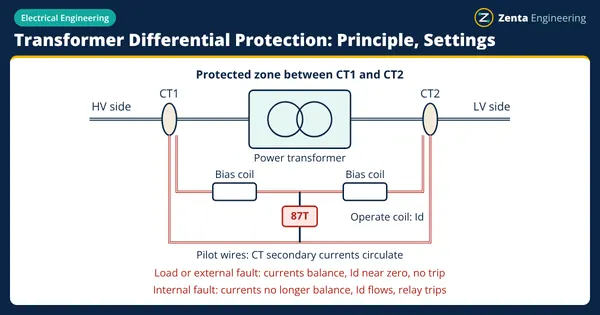 Electrical Engineering
Zenta Engineering
Transformer Differential Protection: Principle, Settings
Protected zone between CT1 and CT2
CT1
CT2
HV side
LV side
Power transformer
Bias coil
Bias coil
87T
Operate coil: Id
Pilot wires: CT secondary currents circulate
Load or external fault: currents balance, Id near zero, no trip
Internal fault: currents no longer balance, Id flows, relay trips